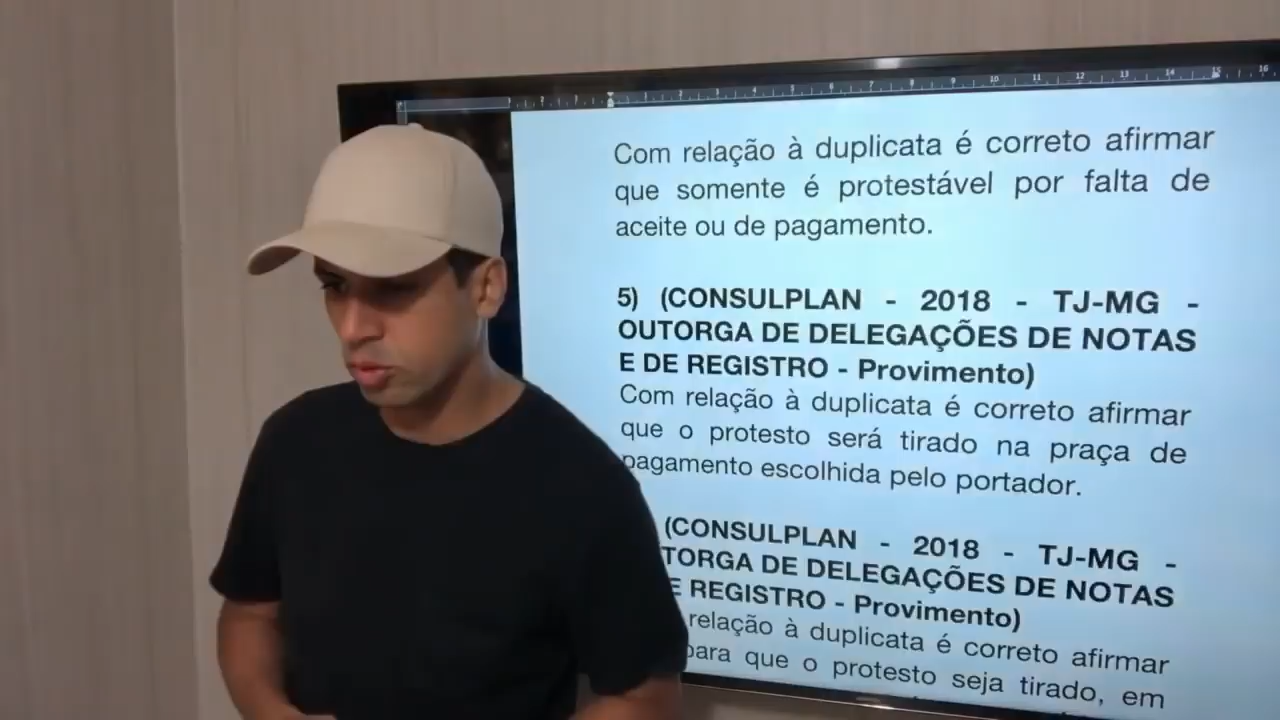 Com relação à duplicata é correto afirmar
que somente é protestável por falta de
aceite ou de pagamento.
5) (CONSULPLAN - 2018 - TJ-MG -
OUTORGA DE DELEGAÇÕES DE NOTAS
E DE REGISTRO - Provimento)
Com relação à duplicata é correto afirmar
que o protesto será tirado na praça de
pagamento escolhida pelo portador.
(CONSULPLAN - 2018 - TJ-MG -
TORGA DE DELEGAÇÕES DE NOTAS
E REGISTRO - Provimento)
relação à duplicata é correto afirmar
para que o protesto seja tirado, em